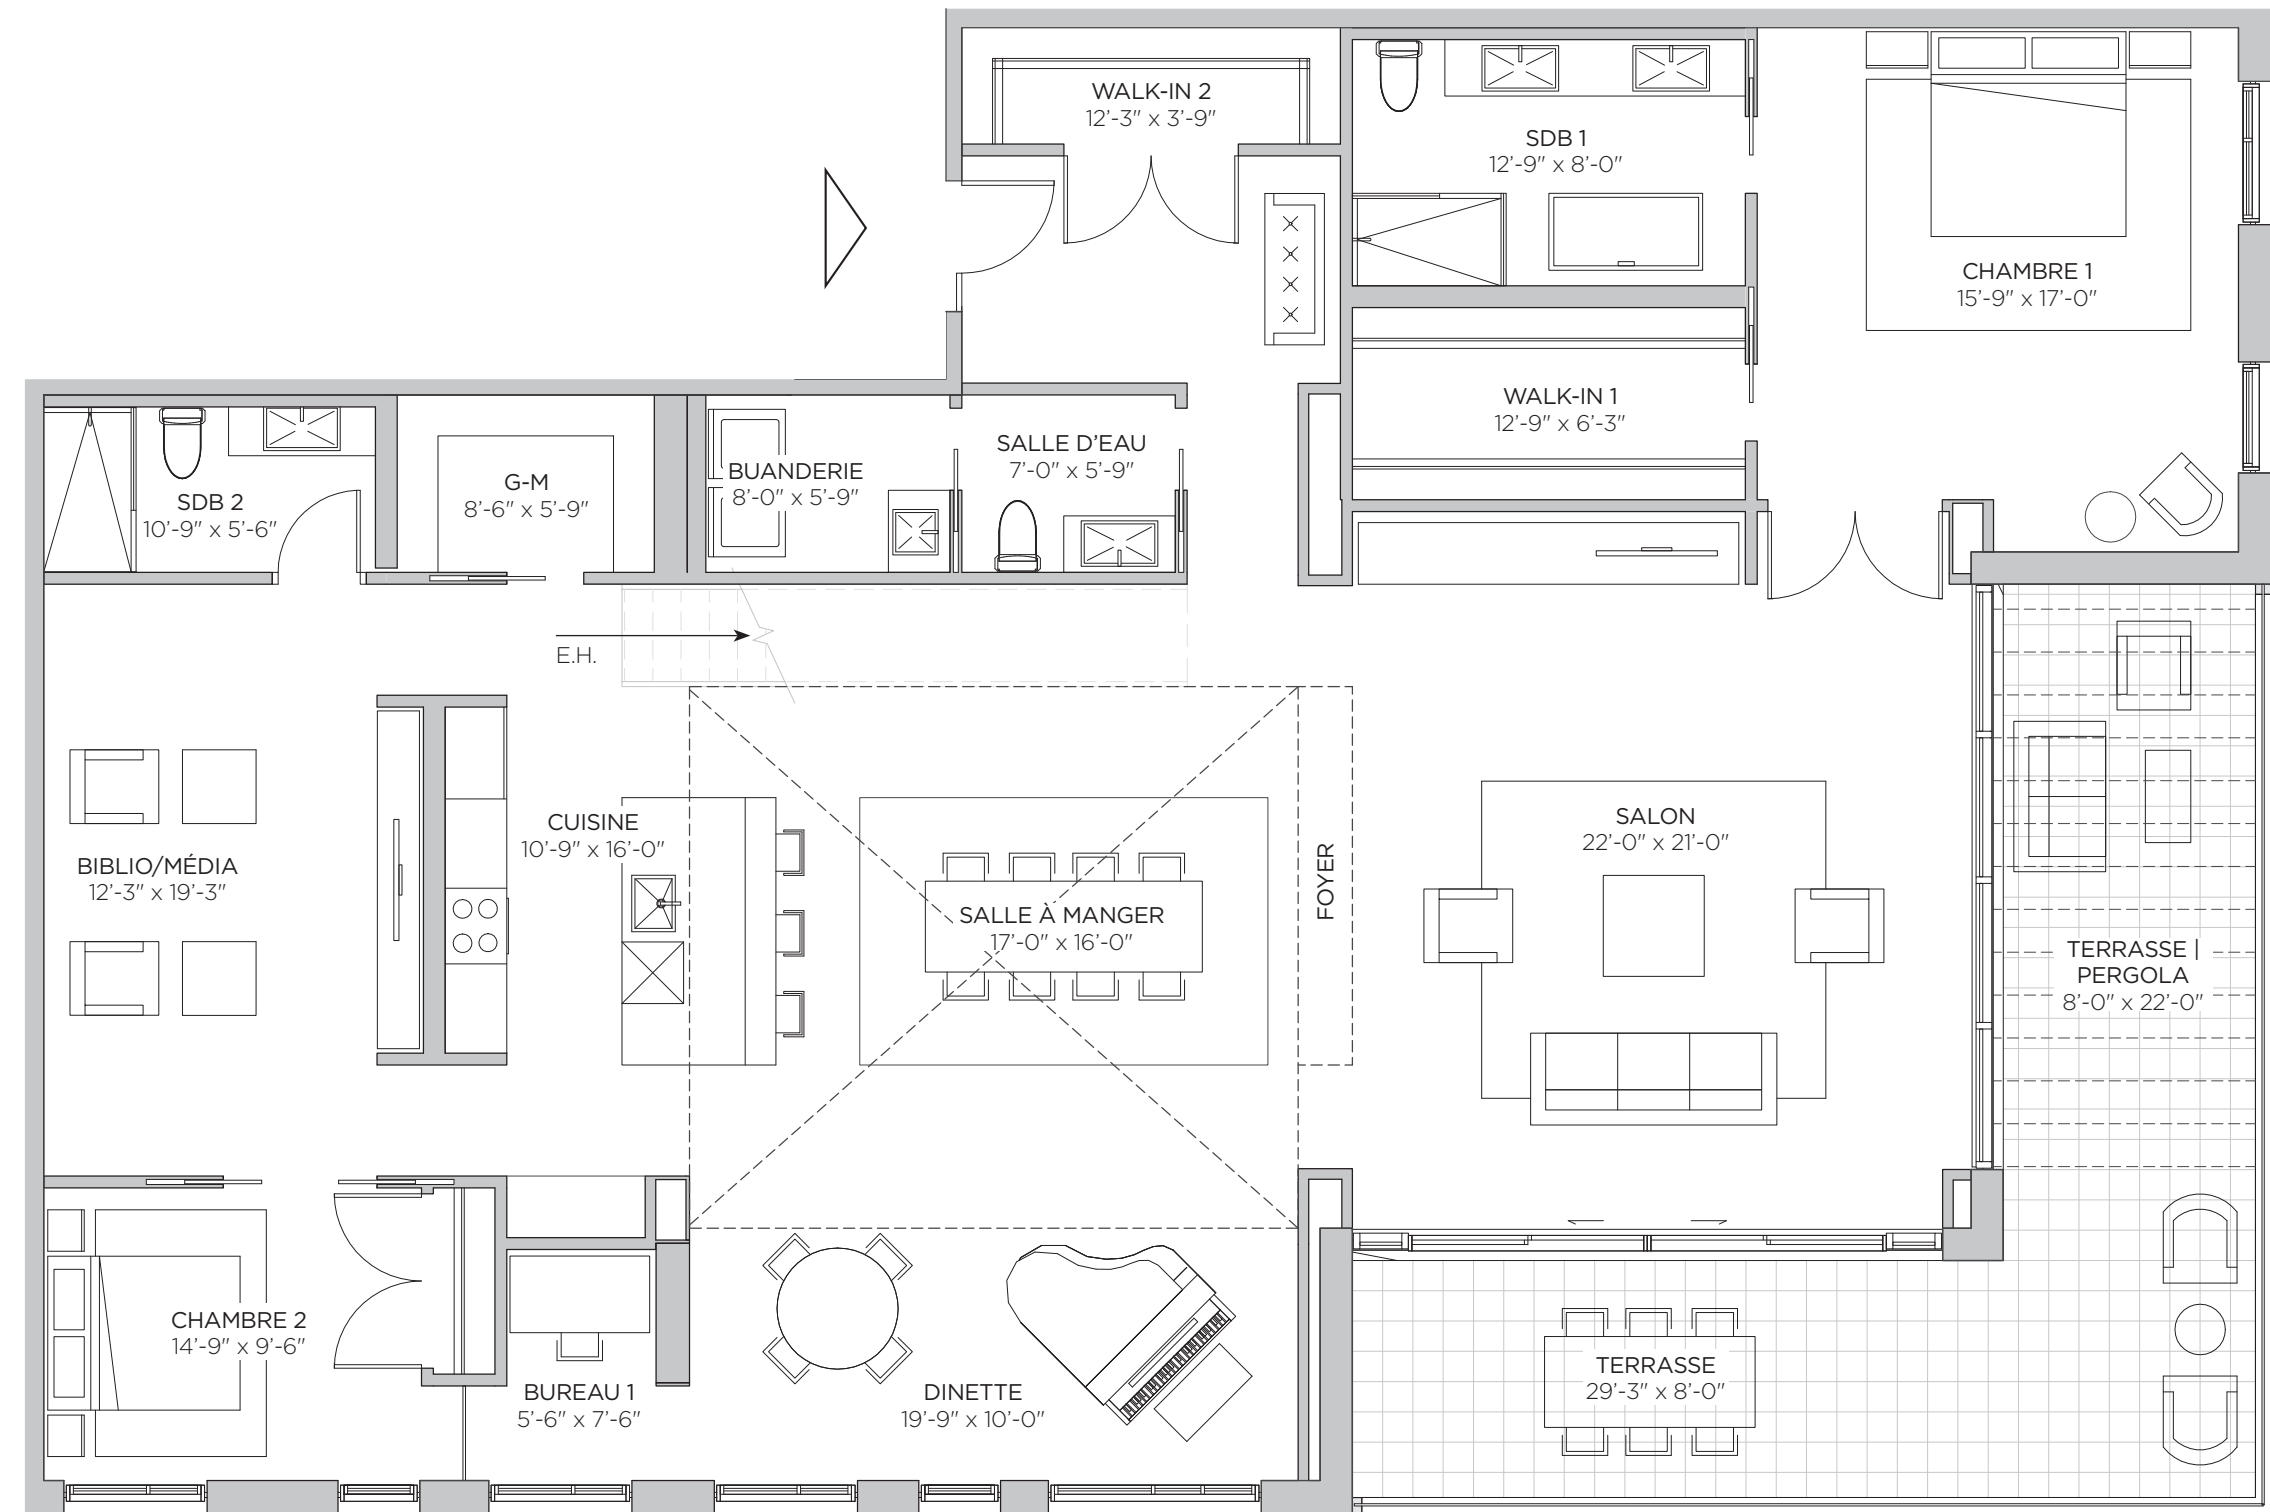 WALK-IN 2
12'-3" x 3'-9"
SDB 1
12'-9" x 8'-0"
CHAMBRE 1
15'-9" x 17'-0"
WALK-IN 1
12'-9" x 6'-3"
SALLE D'EAU
7'-0" x 5'-9"
BUANDERIE
8'-0" x 5'-9"
G-M
8'-6" x 5'-9"
SDB 2
10'-9" x 5'-6"
E.H.
CUISINE
10'-9" x 16'-0"
BIBLIO/MÉDIA
12'-3" x 19'-3"
SALLE À MANGER
17'-0" x 16'-0"
FOYER
SALON
22'-0" x 21'-0"
TERRASSE |
PERGOLA
8'-0" x 22'-0"
CHAMBRE 2
14'-9" x 9'-6"
BUREAU 1
5'-6" x 7'-6"
DINETTE
19'-9" x 10'-0"
TERRASSE
29'-3" x 8'-0"